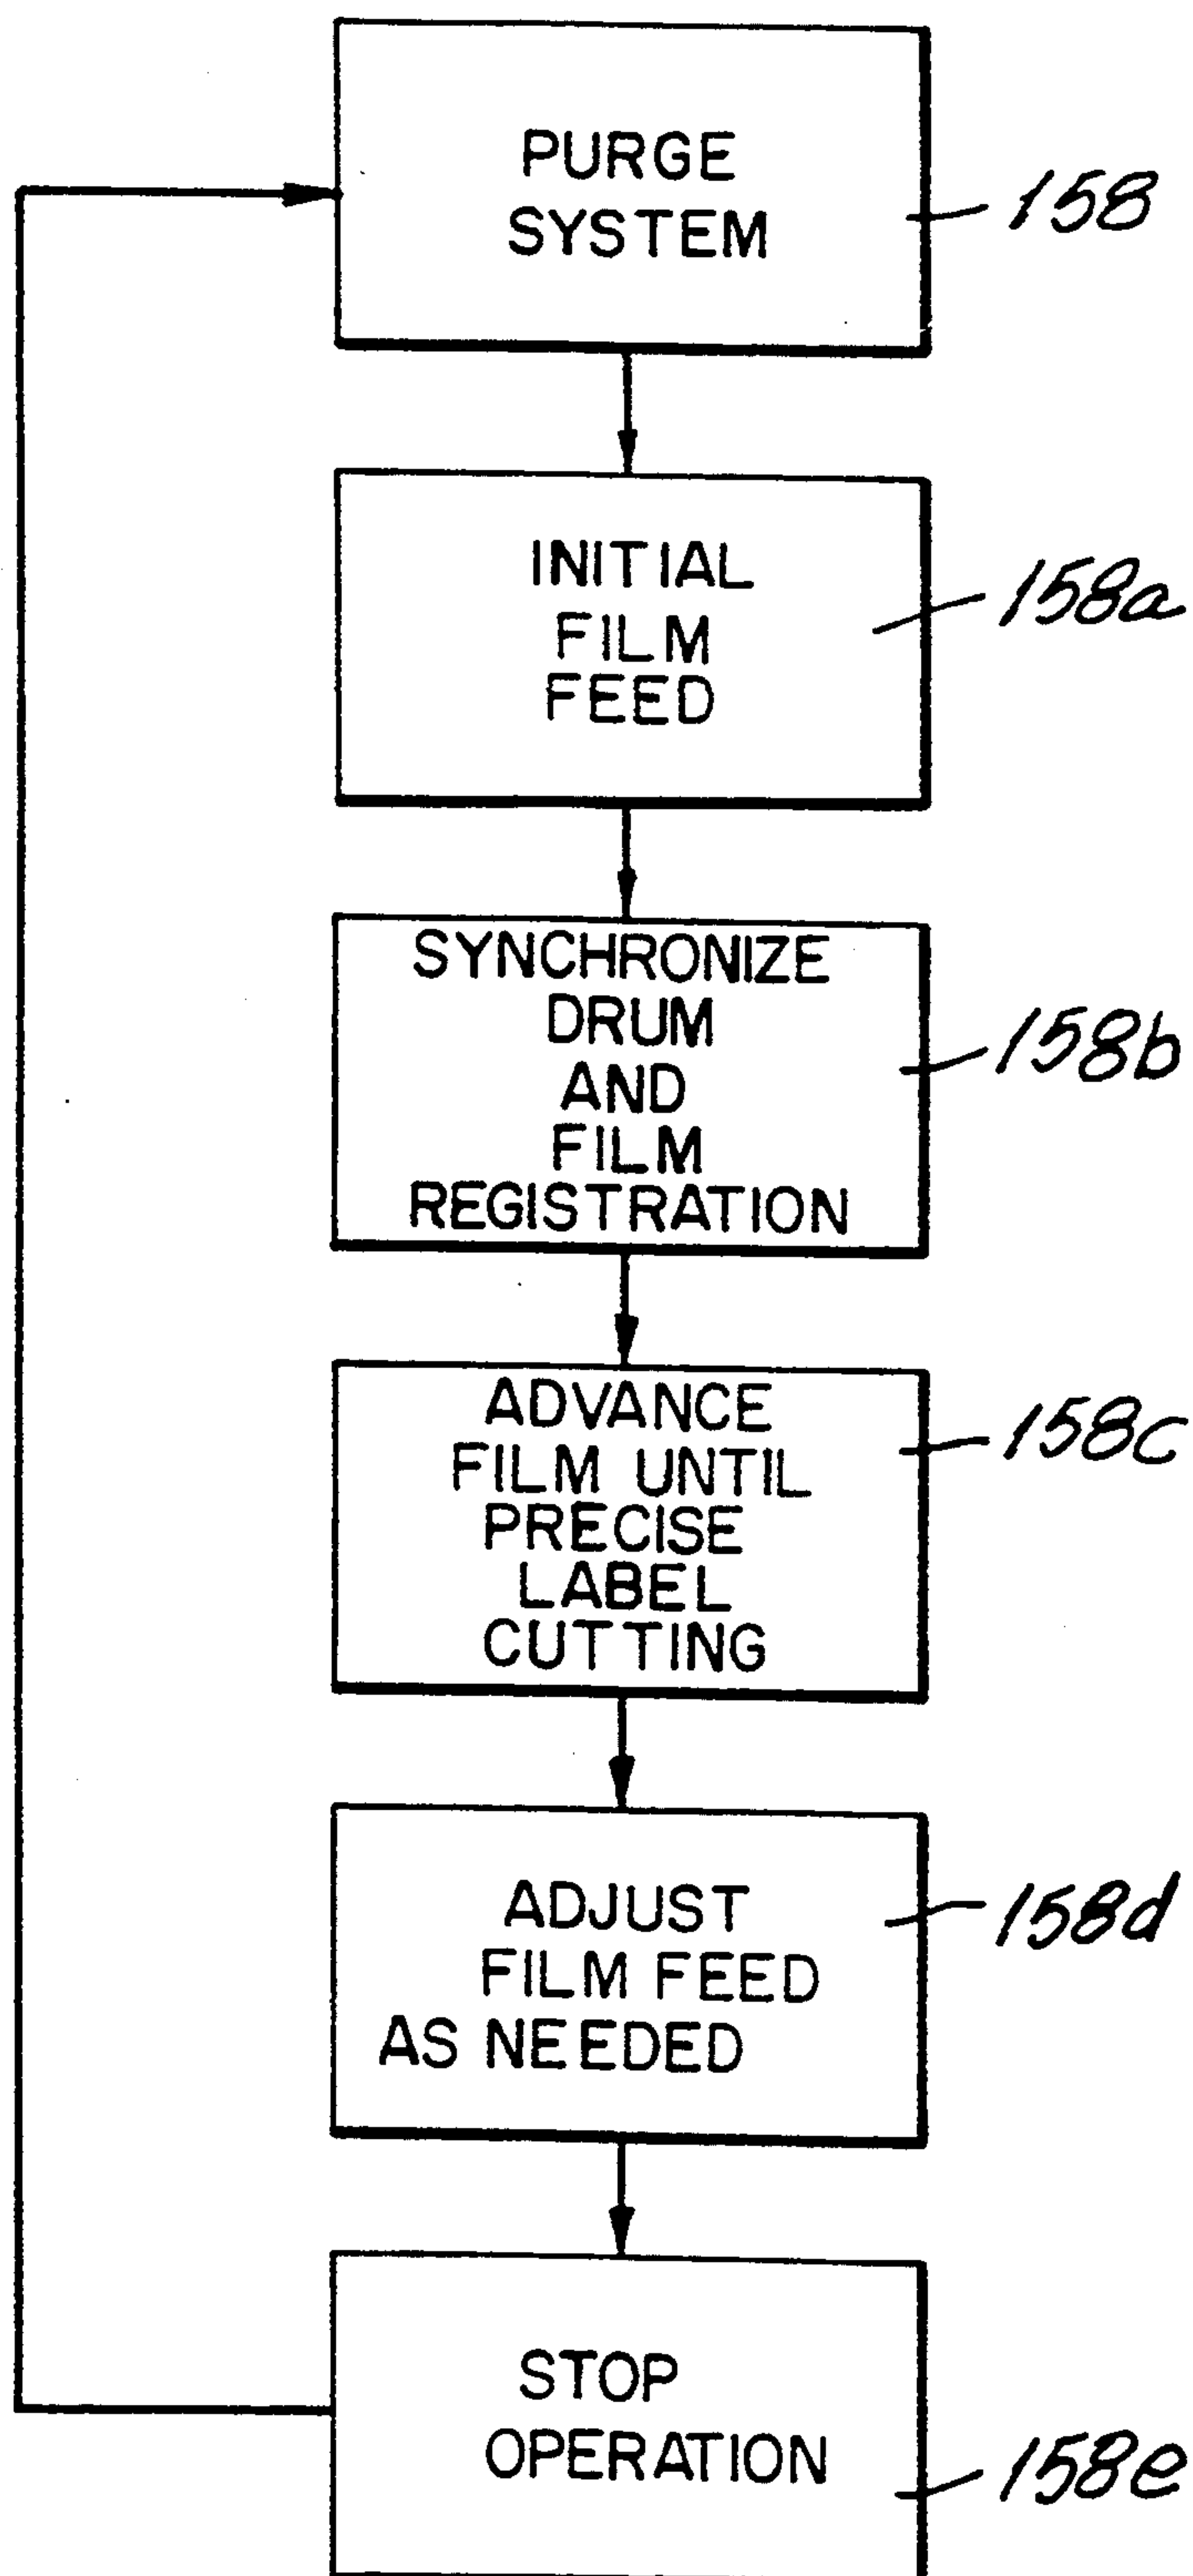 PURGE
SYSTEM
158
INITIAL
FILM
FEED
158a
SYNCHRONIZE
DRUM
AND
FILM
REGISTRATION
158b
ADVANCE
FILM UNTIL
PRECISE
LABEL
CUTTING
158c
ADJUST
FILM FEED
AS NEEDED
158d
STOP
OPERATION
158e